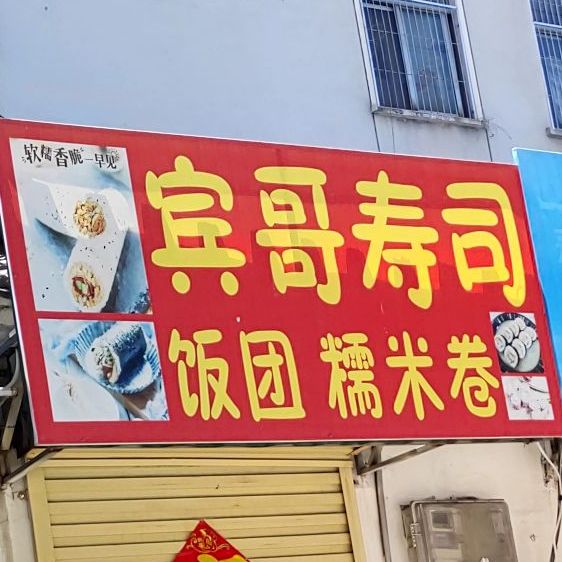 软糯香脆一早见
宾哥寿司
饭团 糯米卷